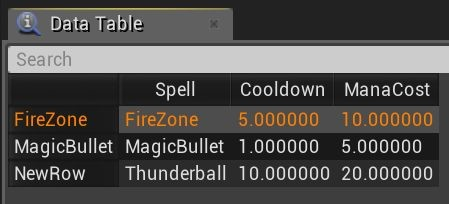 Data Table
Search
Spell Cooldown ManaCost
FireZone FireZone 5.000000 10.000000
MagicBullet MagicBullet 1.000000 5.000000
NewRow Thunderball 10.000000 20.000000